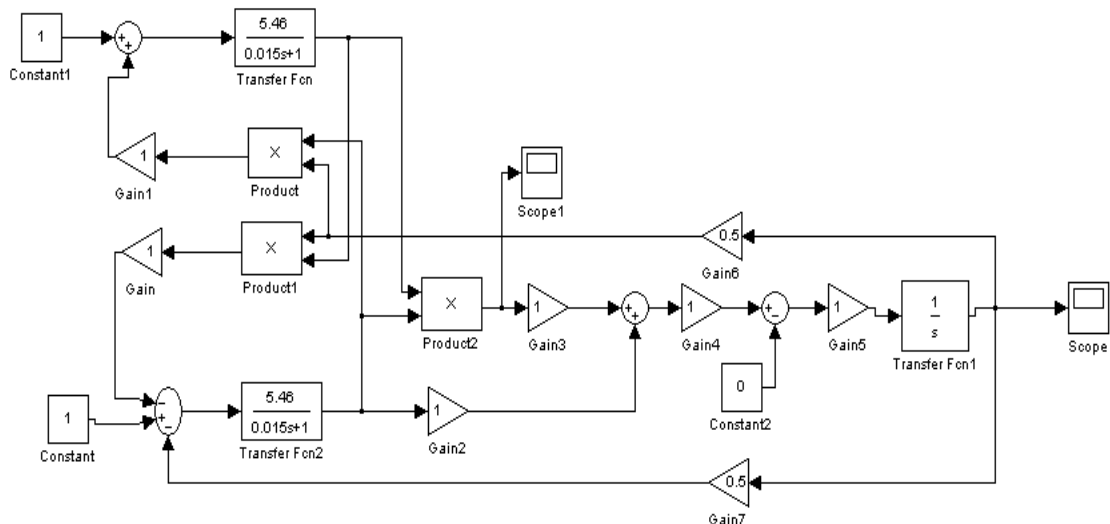 1
Constant1
+
+
5.46
0.015s+1
Transfer Fcn
1
Gain1
X
Product
Scope1
1
Gain
X
Product1
0.5
Gain6
X
Product2
1
Gain3
+
+
1
Gain4
+
−
1
Gain5
1
s
Transfer Fcn1
Scope
0
Constant2
1
Constant
−
+
−
5.46
0.015s+1
Transfer Fcn2
1
Gain2
0.5
Gain7